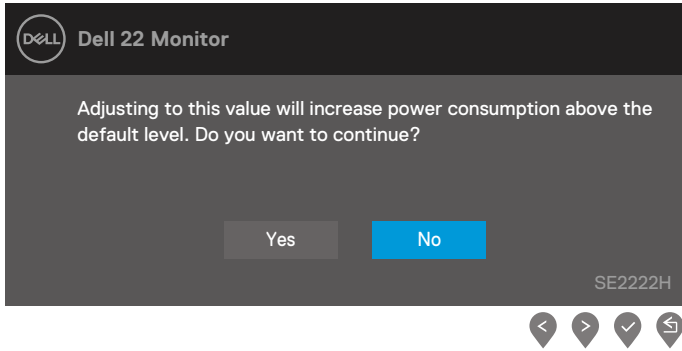 DELL Dell 22 Monitor
Adjusting to this value will increase power consumption above the
default level. Do you want to continue?
Yes No
SE2222H